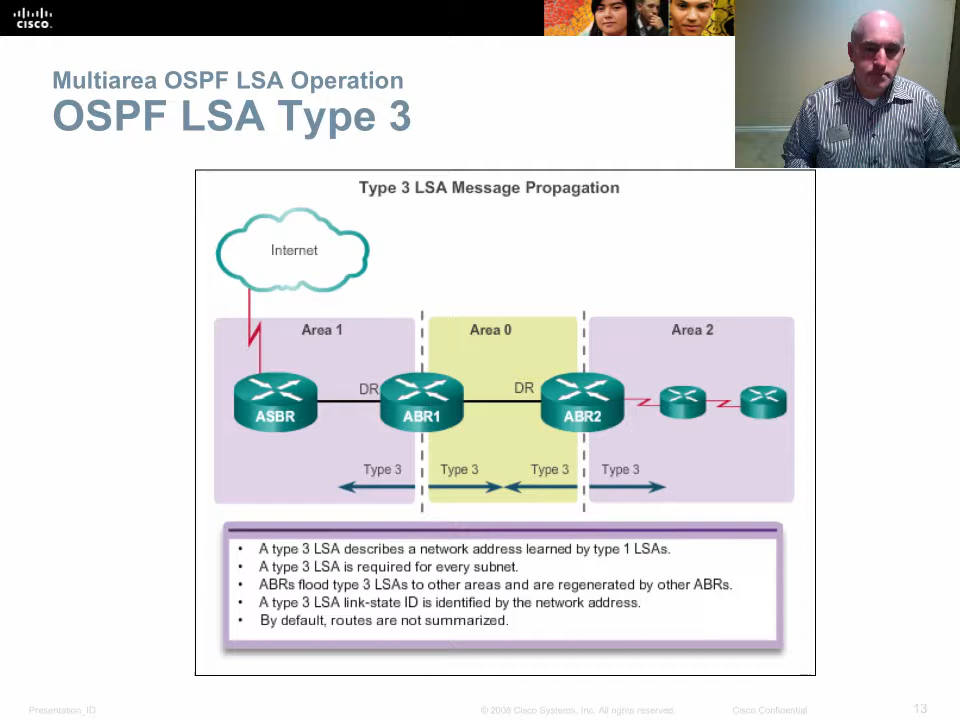 CISCO
Multiarea OSPF LSA Operation
OSPF LSA Type 3
Type 3 LSA Message Propagation
Internet
Area 1
Area 0
Area 2
DR
DR
ASBR
ABR1
ABR2
Type 3
Type 3
Type 3
Type 3
• A type 3 LSA describes a network address learned by type 1 LSAs.
• A type 3 LSA is required for every subnet.
• ABRs flood type 3 LSAs to other areas and are regenerated by other ABRs.
• A type 3 LSA link-state ID is identified by the network address.
• By default, routes are not summarized.
Presentation_ID
© 2008 Cisco Systems, Inc. All rights reserved.
Cisco Confidential
13